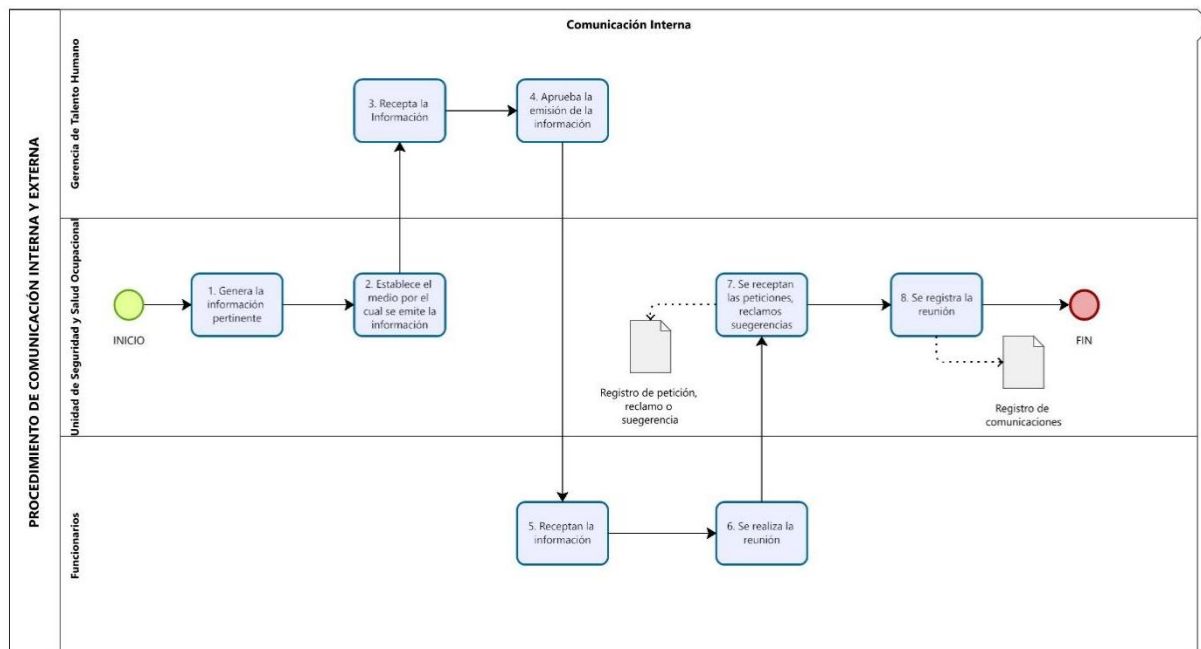 PROCEDIMIENTO DE COMUNICACIÓN INTERNA Y EXTERNA
Comunicación Interna
Gerencia de Talento Humano
3. Recepta la
Información
4. Aprueba la
emisión de la
información
Unidad de Seguridad y Salud Ocupacional
INICIO
1. Genera la
información
pertinente
2. Establece el
medio por el
cual se emite la
información
Registro de petición,
reclamo o
suegerencia
7. Se receptan
las peticiones,
reclamos
suegerencias
8. Se registra la
reunión
Registro de
comunicaciones
FIN
Funcionarios
5. Receptan la
información
6. Se realiza la
reunión